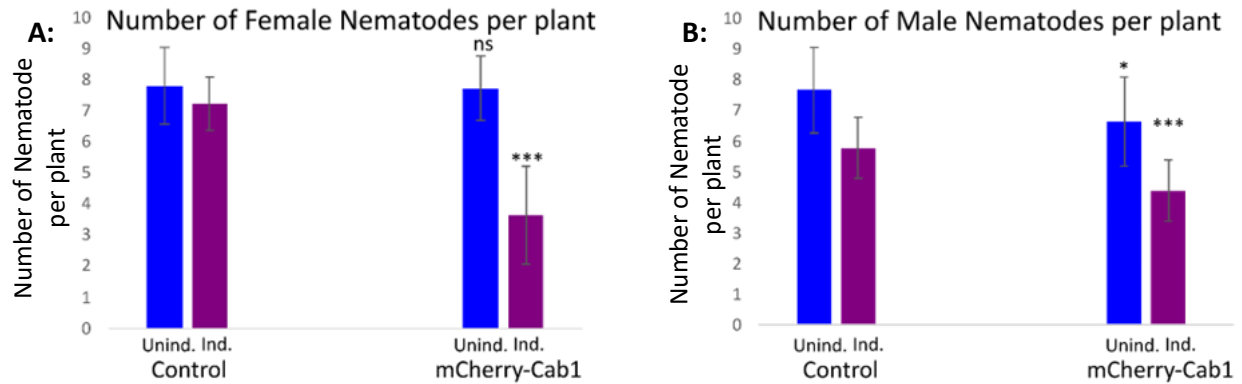 A:
Number of Female Nematodes per plant
Number of Nematode
per plant
10
9
8
7
6
5
4
3
2
1
0
ns
***
Unind. Ind.
Control
Unind. Ind.
mCherry-Cab1
B:
Number of Male Nematodes per plant
Number of Nematode
per plant
10
9
8
7
6
5
4
3
2
1
0
*
***
Unind. Ind.
Control
Unind. Ind.
mCherry-Cab1